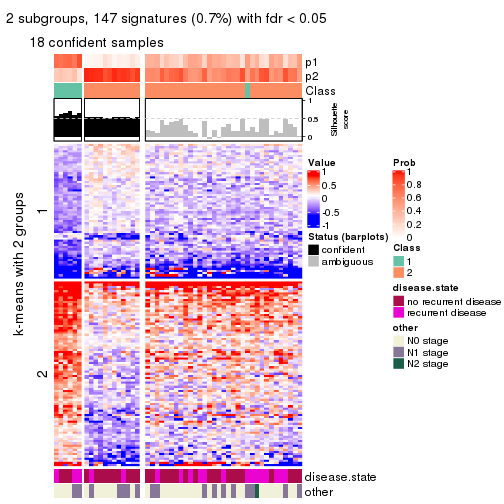 2 subgroups, 147 signatures (0.7%) with fdr < 0.05
18 confident samples
p1
p2
Class
1
0.5
0
Silhouette
score
k-means with 2 groups
1
2
Value
1
0.5
0
-0.5
-1
Status (barplots)
confident
ambiguous
Prob
1
0.8
0.6
0.4
0.2
0
Class
1
2
disease.state
no recurrent disease
recurrent disease
other
N0 stage
N1 stage
N2 stage
disease.state
other